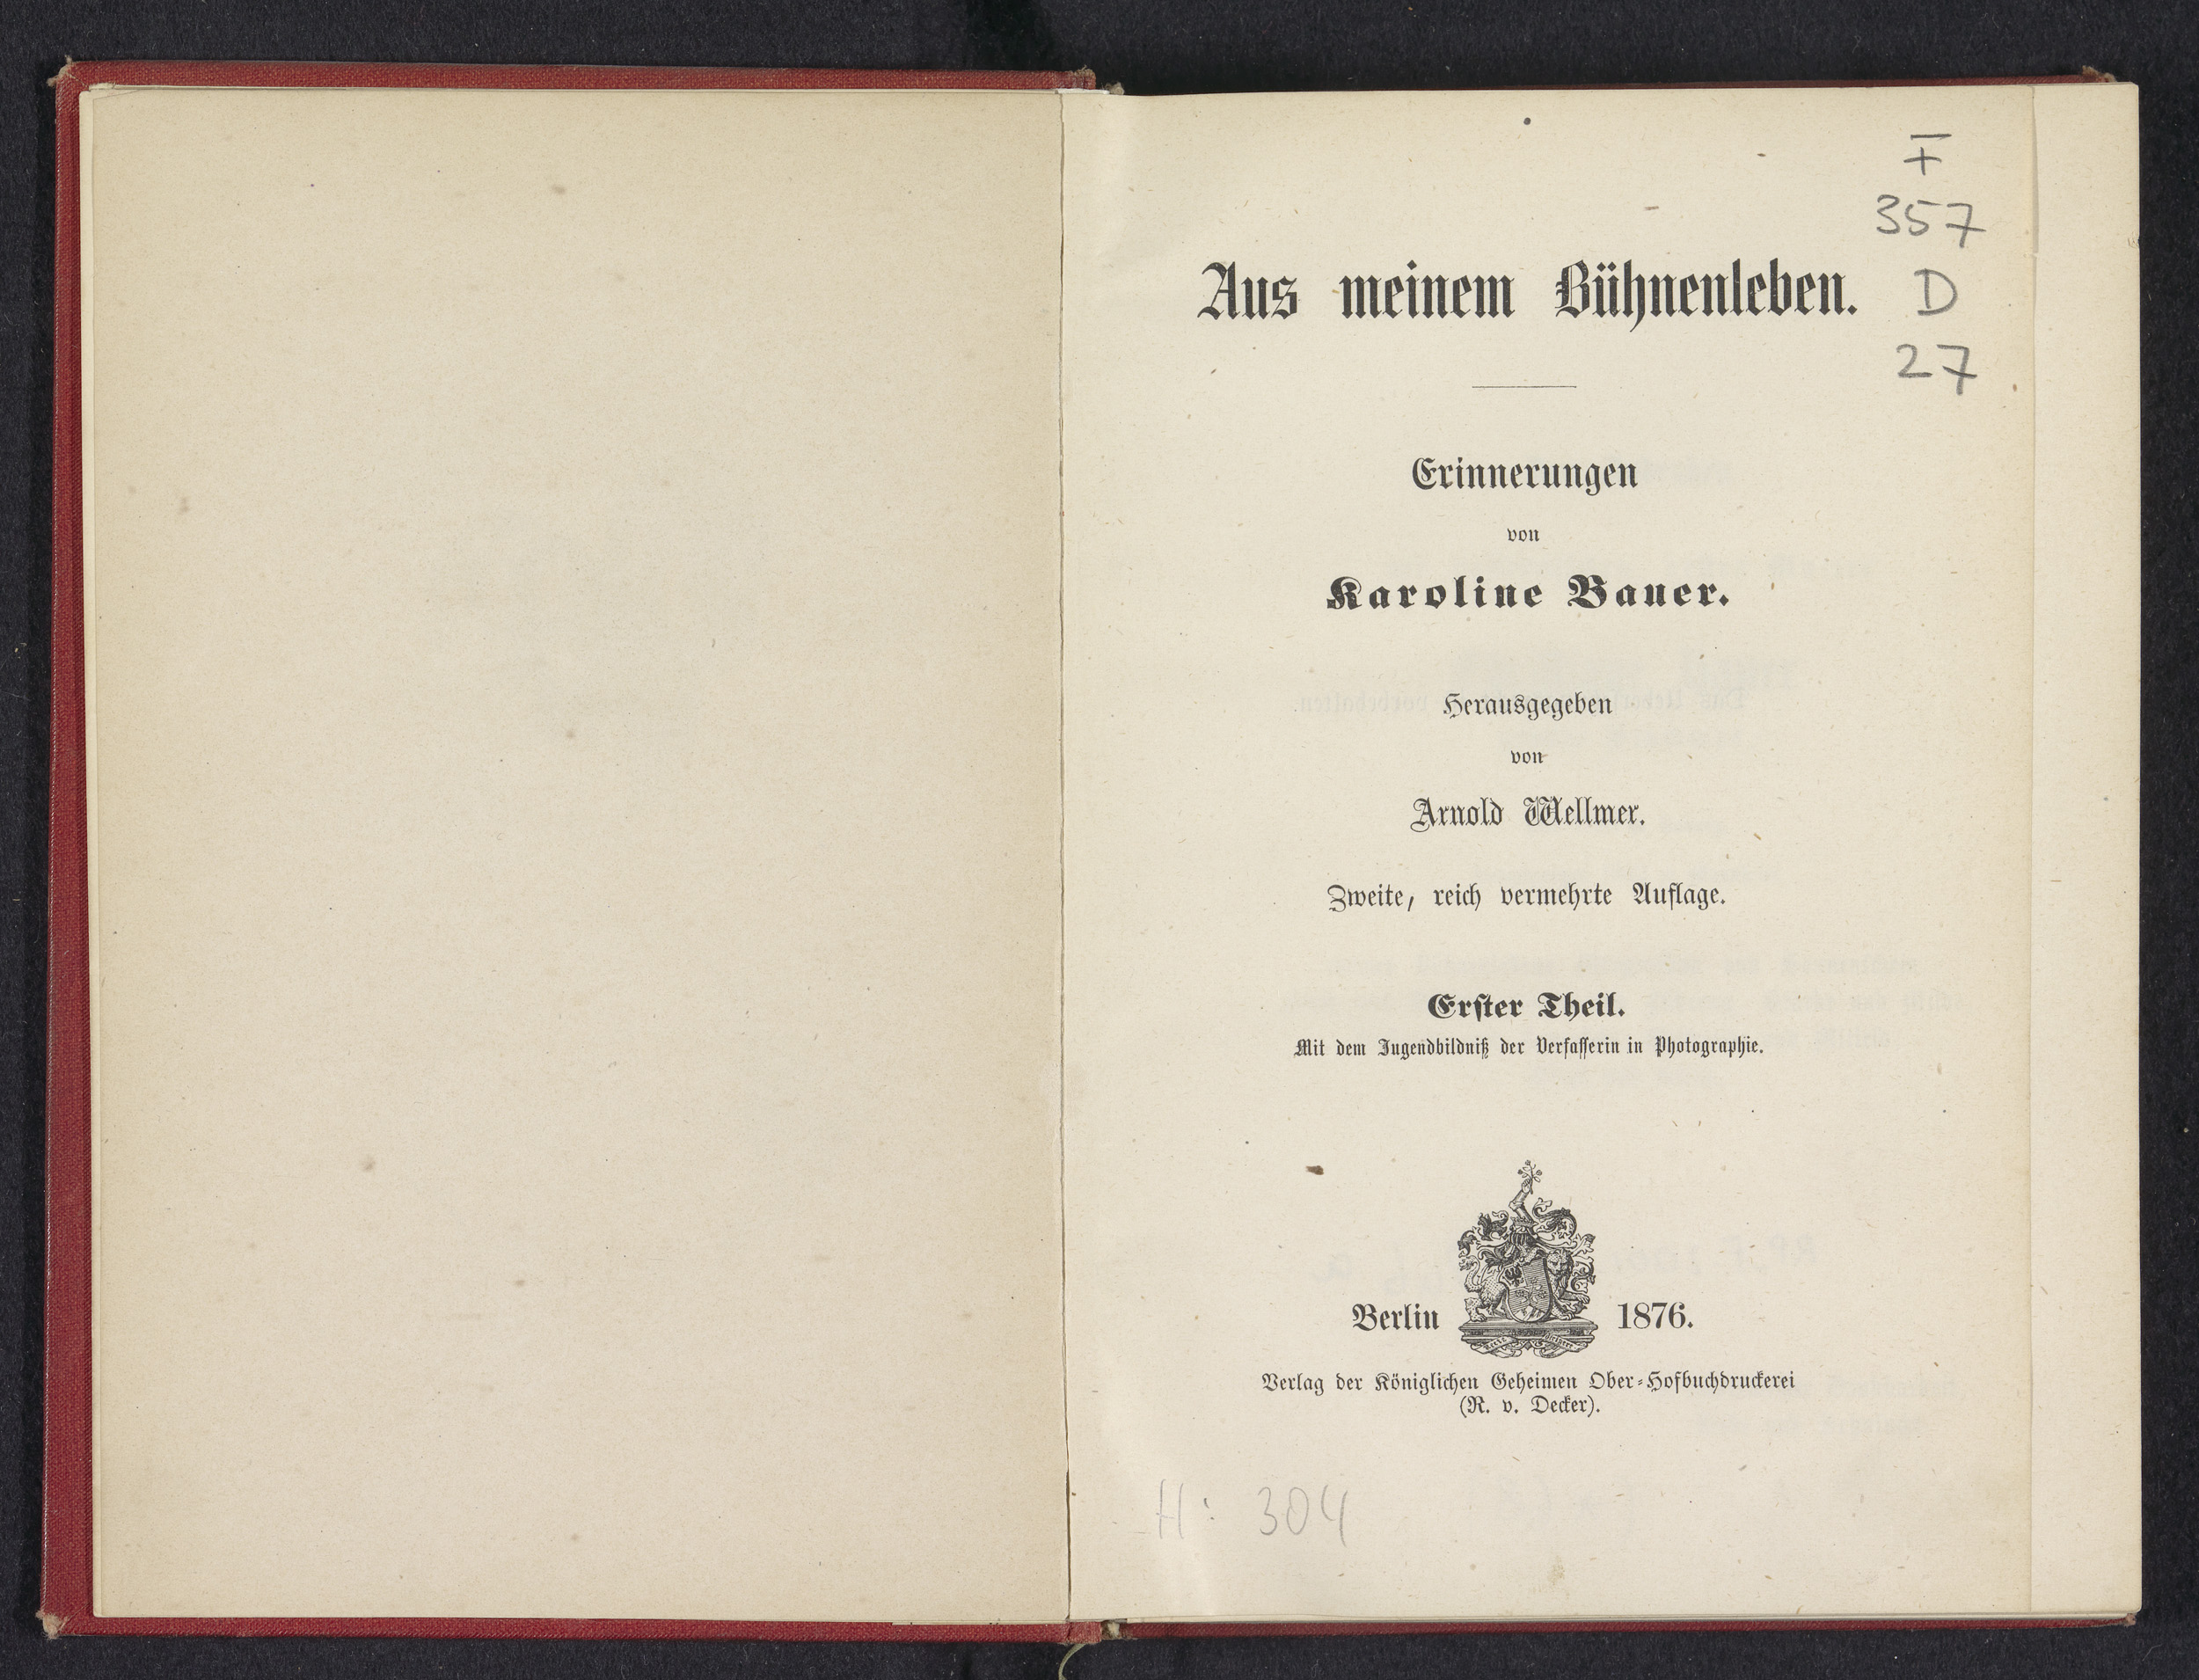 F
357
D
27
Aus meinem Bühnenleben.
Erinnerungen
von
Karoline Bauer.
Herausgegeben
von
Arnold Wellmer.
Zweite, reich vermehrte Auflage.
Erster Theil.
Mit dem Jugendbildniß der Verfasserin in Photographie.
Berlin 1876.
Verlag der Königlichen Geheimen Ober-Hofbuchdruckerei
(R. v. Decker).
H: 304